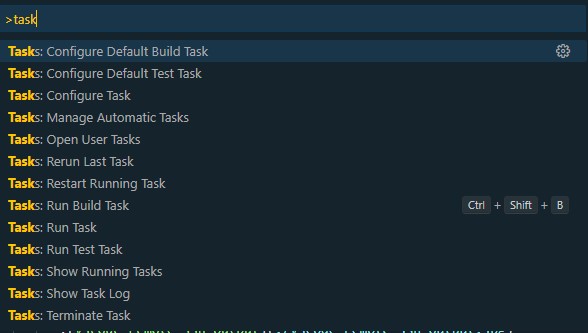 >task
Tasks: Configure Default Build Task
Tasks: Configure Default Test Task
Tasks: Configure Task
Tasks: Manage Automatic Tasks
Tasks: Open User Tasks
Tasks: Rerun Last Task
Tasks: Restart Running Task
Tasks: Run Build Task Ctrl + Shift + B
Tasks: Run Task
Tasks: Run Test Task
Tasks: Show Running Tasks
Tasks: Show Task Log
Tasks: Terminate Task